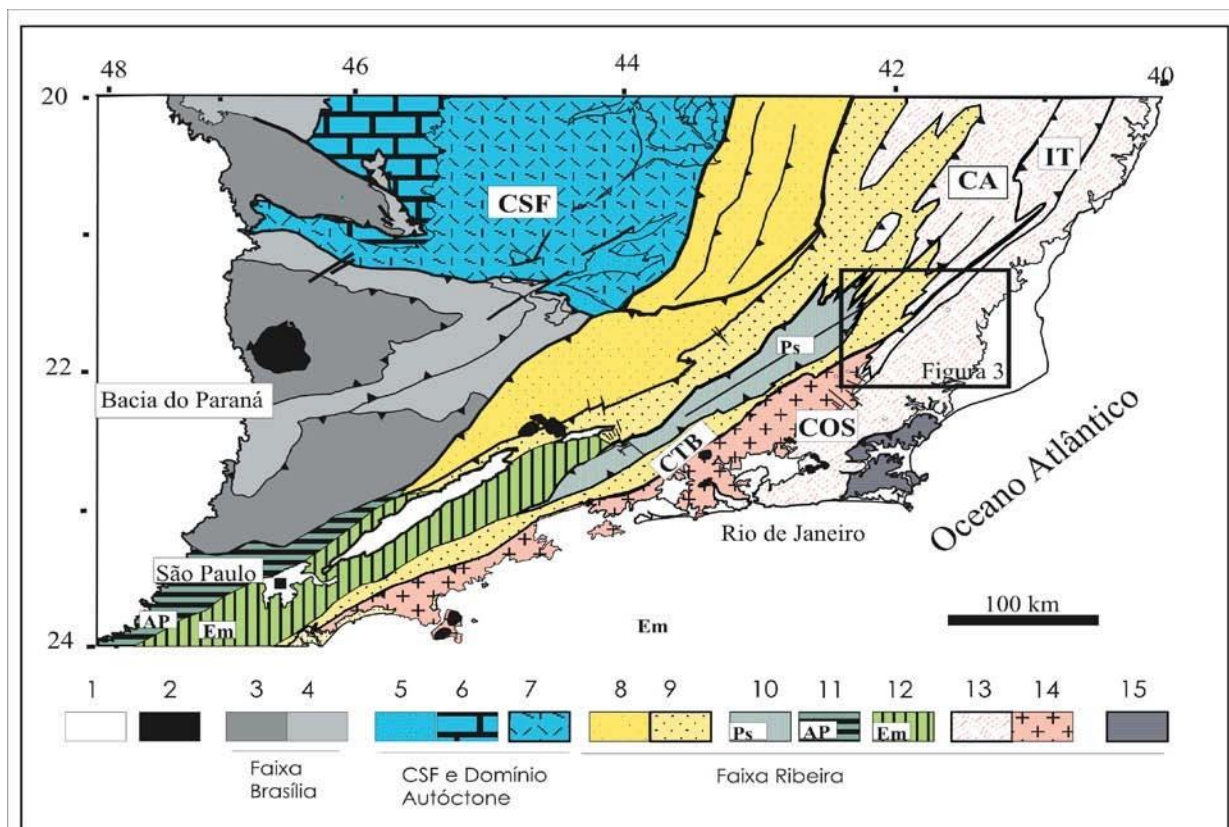 48 46 44 42 40
20
CSF
CA
IT
Ps
22
Figura 3
Bacia do Paraná
COS
CTB
Oceano Atlântico
Rio de Janeiro
São Paulo
100 km
AP
Em
Em
24
1 2 3 4 5 6 7 8 9 10 11 12 13 14 15
Ps AP Em
Faixa Brasília
CSF e Domínio Autóctone
Faixa Ribeira